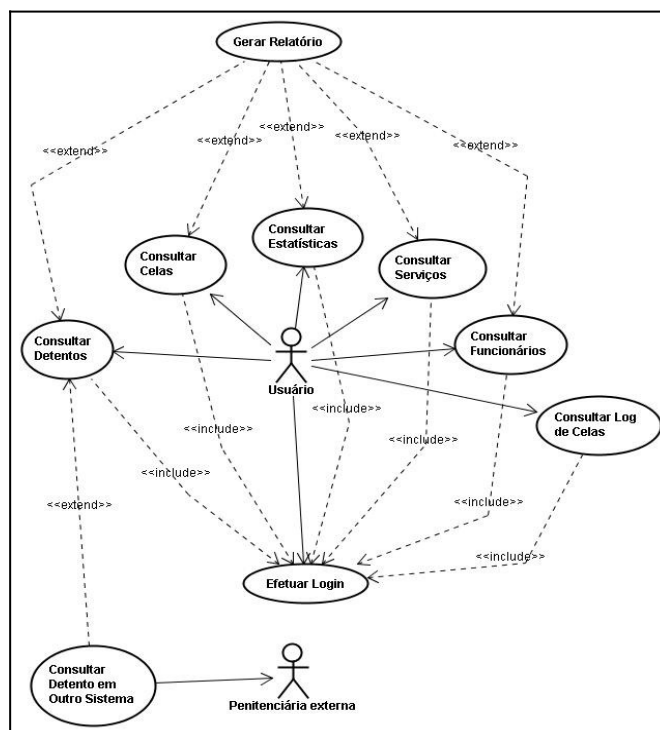 Gerar Relatório
<<extend>>
<<extend>>
<<extend>>
<<extend>>
<<extend>>
Consultar
Estatísticas
Consultar
Celas
Consultar
Serviços
Consultar
Detentos
Consultar
Funcionários
Usuário
Consultar Log
de Celas
<<include>>
<<include>>
<<include>>
<<include>>
<<extend>>
<<include>>
<<include>>
Efetuar Login
Consultar
Detento em
Outro Sistema
Penitenciária externa